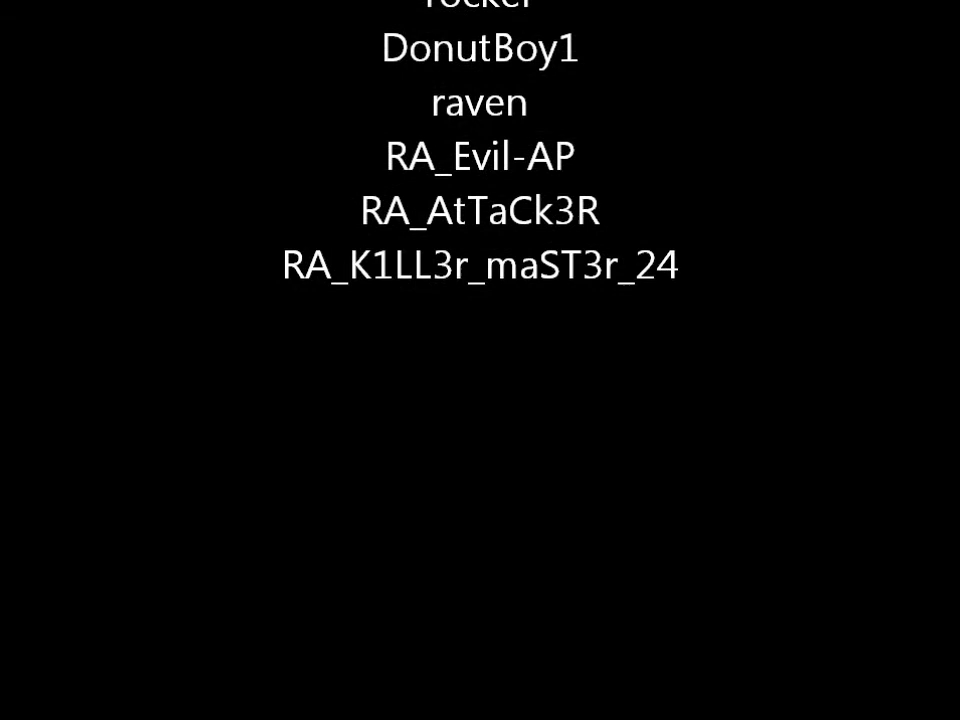 DonutBoy1
raven
RA_Evil-AP
RA_AtTaCk3R
RA_K1LL3r_maST3r_24